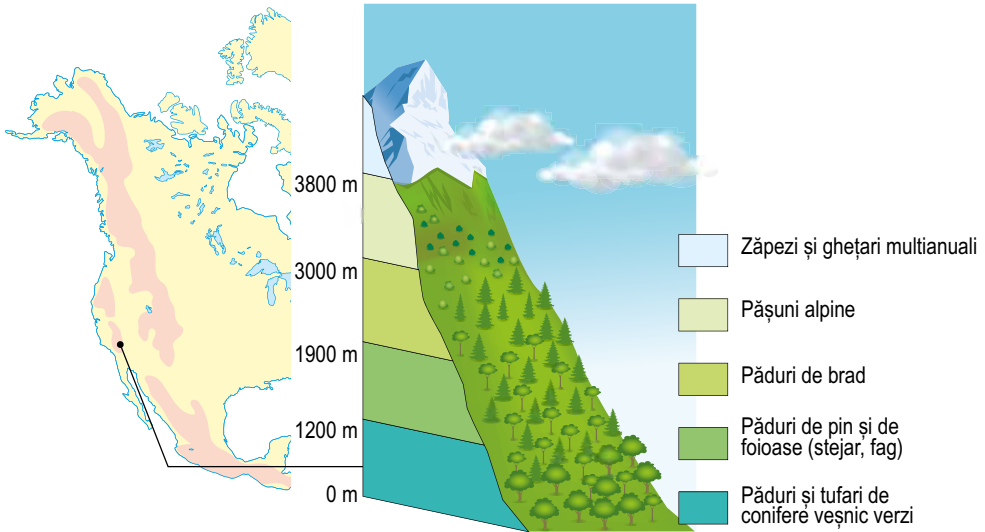 3800 m
3000 m
1900 m
1200 m
0 m
Zăpezi și ghețari multianuali
Pășuni alpine
Păduri de brad
Păduri de pin și de
foioase (stejar, fag)
Păduri și tufari de
conifere veșnic verzi